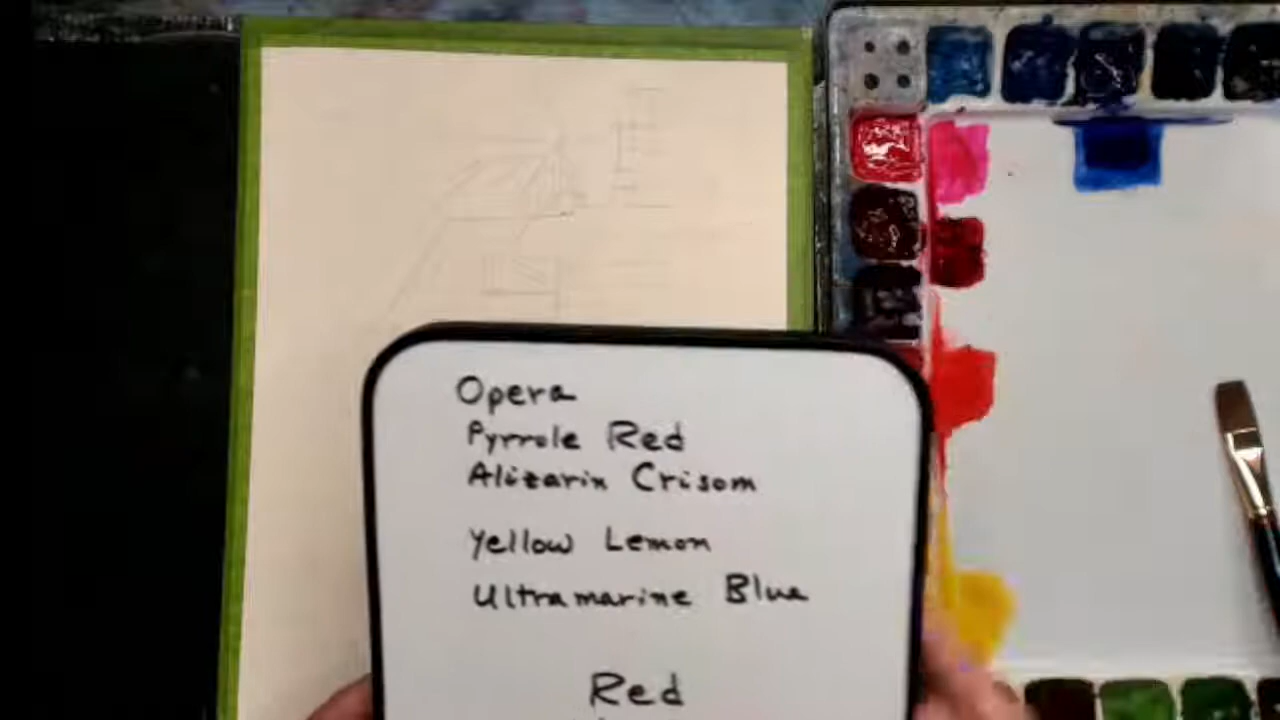 Opera
Pyrrole Red
Alizarin Crisom
Yellow Lemon
Ultramarine Blue
Red